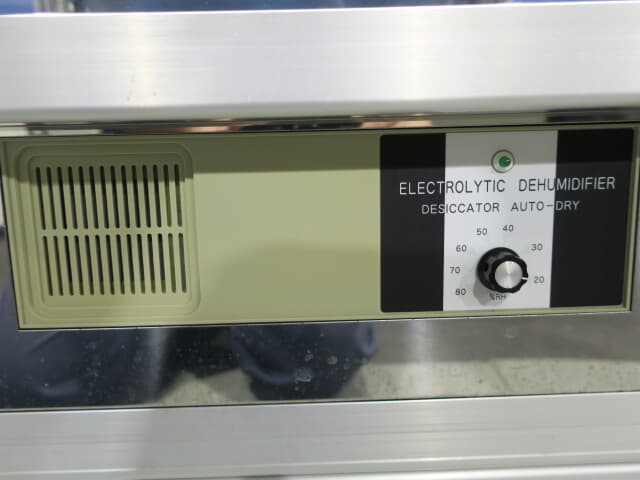 ELECTROLYTIC DEHUMIDIFIER
DESICCATOR AUTO-DRY
50 40
60 30
70 20
80
%RH